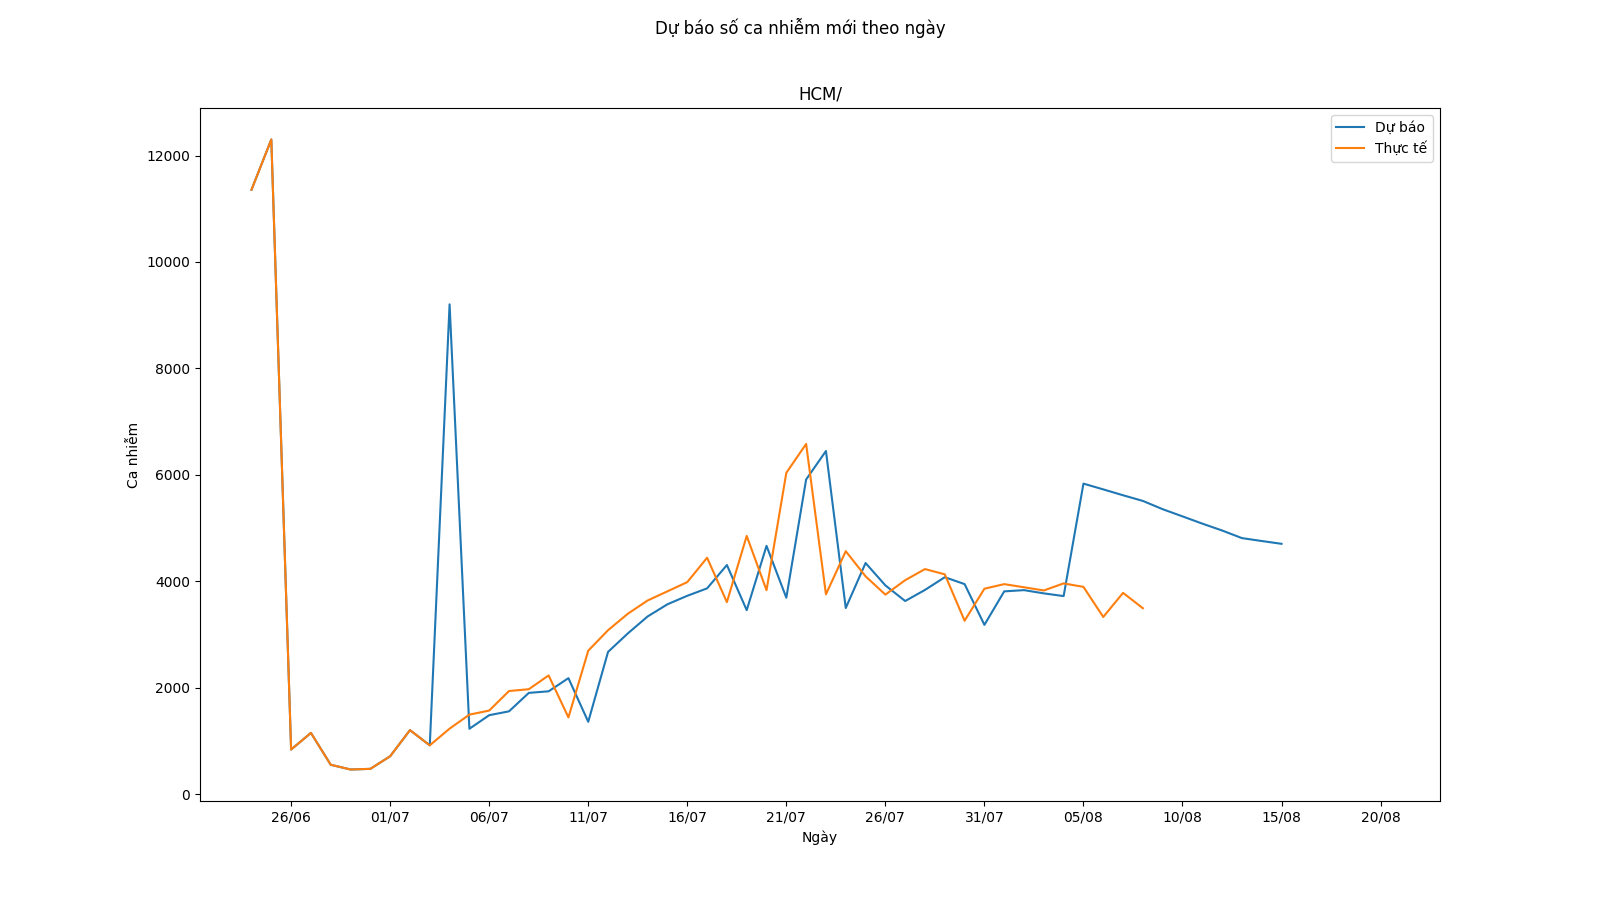 Dự báo số ca nhiễm mới theo ngày
HCM/
Dự báo
Thực tế
12000
10000
8000
6000
4000
2000
0
Ca nhiễm
26/06 01/07 06/07 11/07 16/07 21/07 26/07 31/07 05/08 10/08 15/08 20/08
Ngày